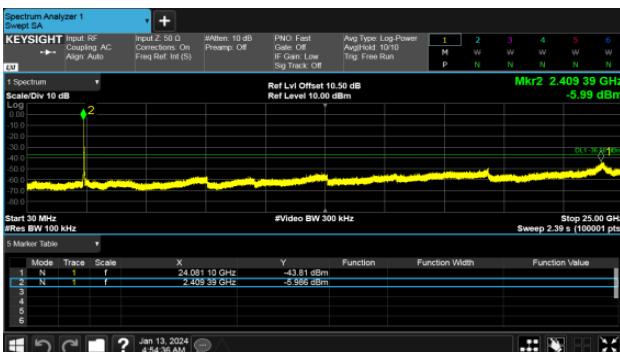 Spectrum Analyzer 1
Swept SA
+
KEYSIGHT Input: RF Input Z: 50 Ω #Atten: 10 dB PNO: Fast Avg Type: Log-Power 1 2 3 4 5 6
Coupling: AC Corrections: On Preamp: Off Gate: Off Avg|Hold: 10/10 M W W W W W
Align: Auto Freq Ref: Int (S) IF Gain: Low Trig: Free Run
Sig Track: Off P N N N N N
LXI
1 Spectrum Ref Lvl Offset 10.50 dB Mkr2 2.409 39 GHz
Scale/Div 10 dB Ref Level 10.00 dBm -5.99 dBm
Log
0.00
-10.0
-20.0
-30.0
-40.0
-50.0
-60.0
-70.0
-80.0
2
1
Start 30 MHz #Video BW 300 kHz Stop 25.00 GHz
#Res BW 100 kHz Sweep 2.39 s (100001 pts
5 Marker Table
Mode Trace Scale X Y Function Function Width Function Value
1 N 1 f 24.081 10 GHz -43.81 dBm
2 N 1 f 2.409 39 GHz -5.986 dBm
3
4
5
6
? Jan 13, 2024
4:54:36 AM